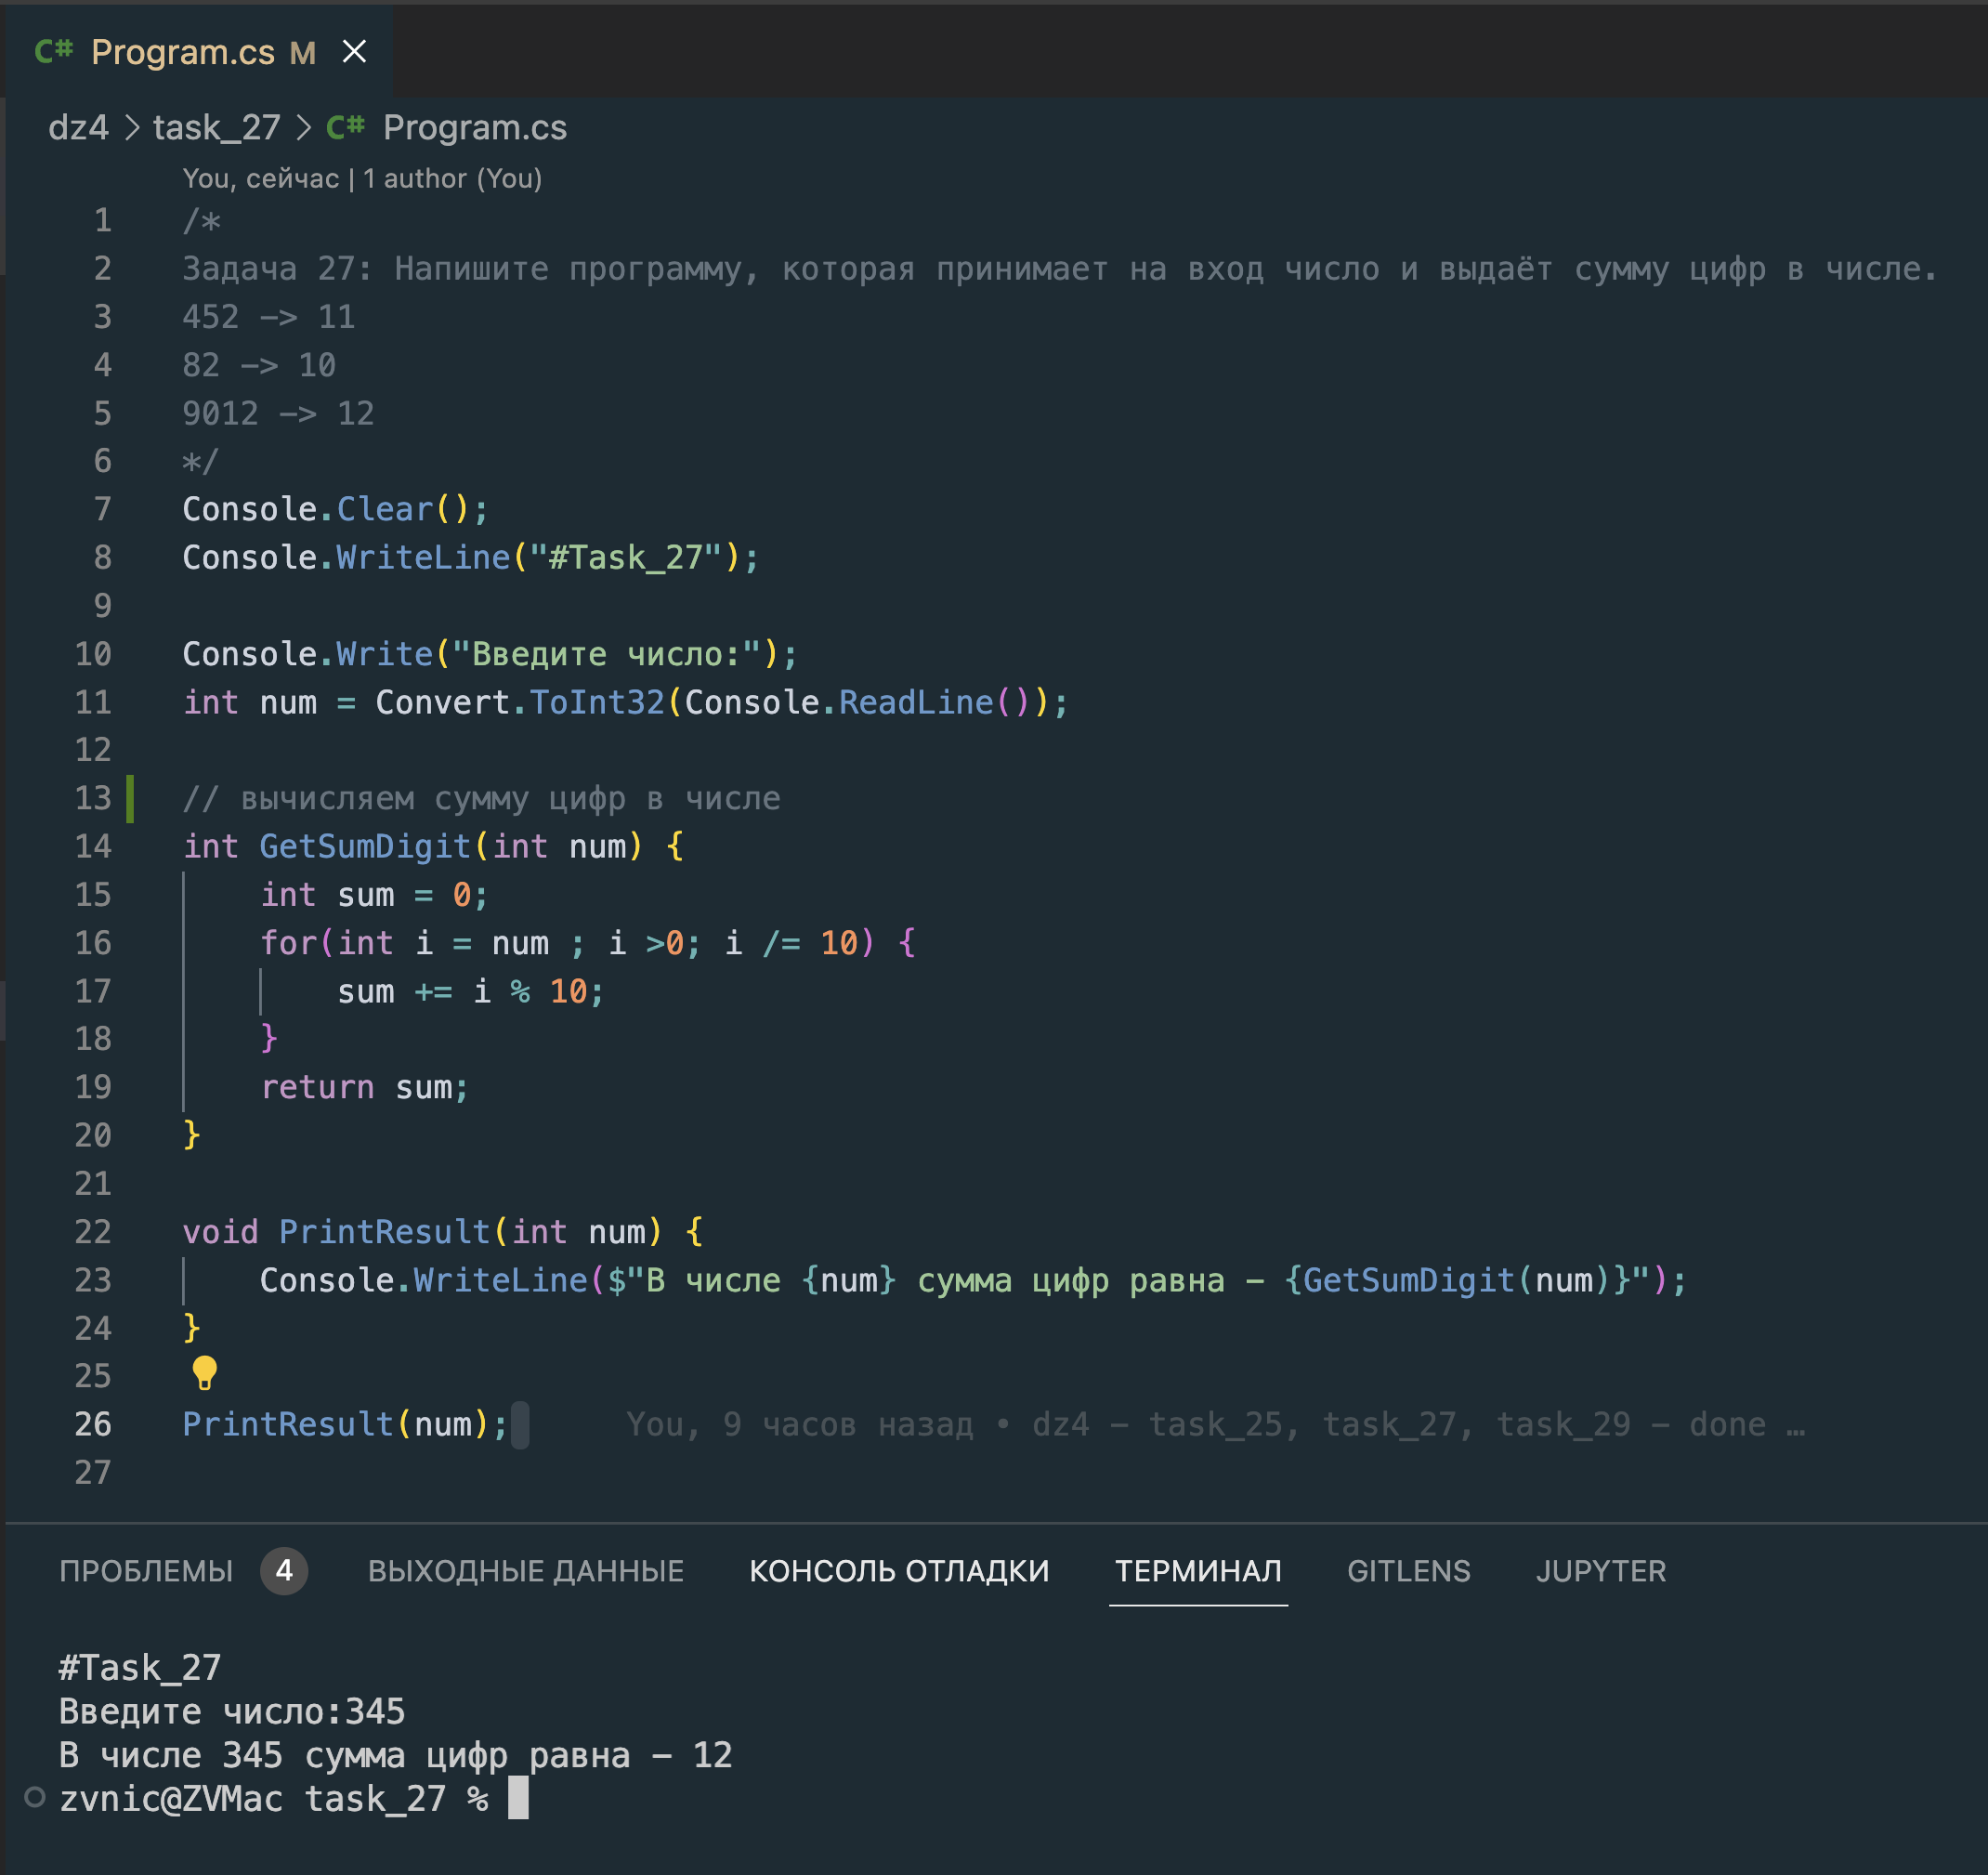 C# Program.cs M
dz4 > task_27 > C# Program.cs
You, сейчас | 1 author (You)
1 /*
2 Задача 27: Напишите программу, которая принимает на вход число и выдаёт сумму цифр в числе.
3 452 -> 11
4 82 -> 10
5 9012 -> 12
6 */
7 Console.Clear();
8 Console.WriteLine("#Task_27");
9
10 Console.Write("Введите число:");
11 int num = Convert.ToInt32(Console.ReadLine());
12
13 // вычисляем сумму цифр в числе
14 int GetSumDigit(int num) {
15     int sum = 0;
16     for(int i = num ; i >0; i /= 10) {
17         sum += i % 10;
18     }
19     return sum;
20 }
21
22 void PrintResult(int num) {
23     Console.WriteLine($"В числе {num} сумма цифр равна - {GetSumDigit(num)}");
24 }
25
26 PrintResult(num); You, 9 часов назад • dz4 - task_25, task_27, task_29 - done …
27
ПРОБЛЕМЫ 4 ВЫХОДНЫЕ ДАННЫЕ КОНСОЛЬ ОТЛАДКИ ТЕРМИНАЛ GITLENS JUPYTER
#Task_27
Введите число:345
В числе 345 сумма цифр равна - 12
zvnic@ZVMac task_27 %